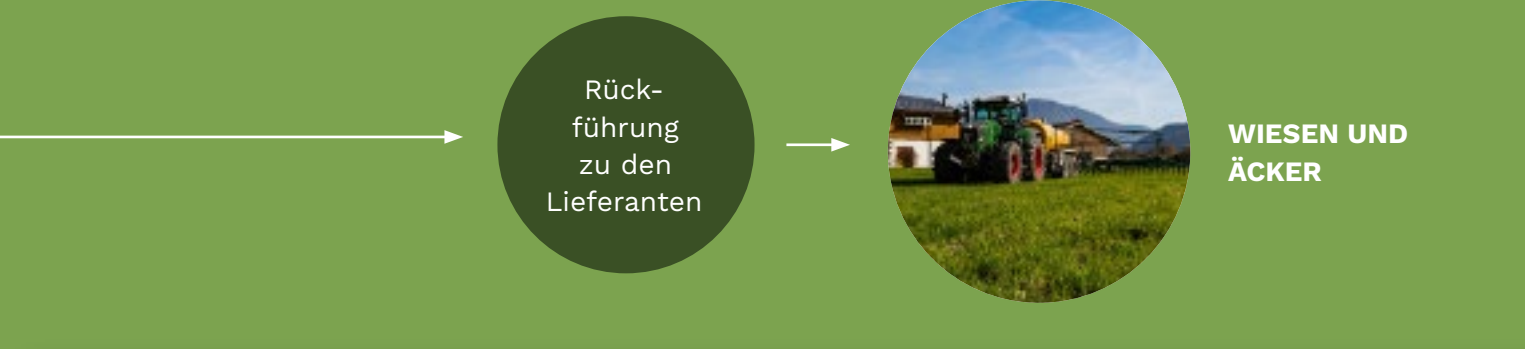 Rück-
führung
zu den
Lieferanten
WIESEN UND
ÄCKER